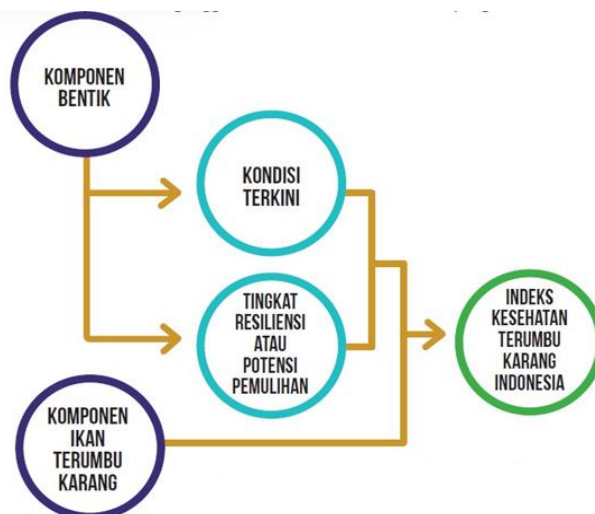 KOMPONEN
BENTIK
KONDISI
TERKINI
TINGKAT
RESILIENSI
ATAU
POTENSI
PEMULIHAN
INDEKS
KESEHATAN
TERUMBU
KARANG
INDONESIA
KOMPONEN
IKAN
TERUMBU
KARANG